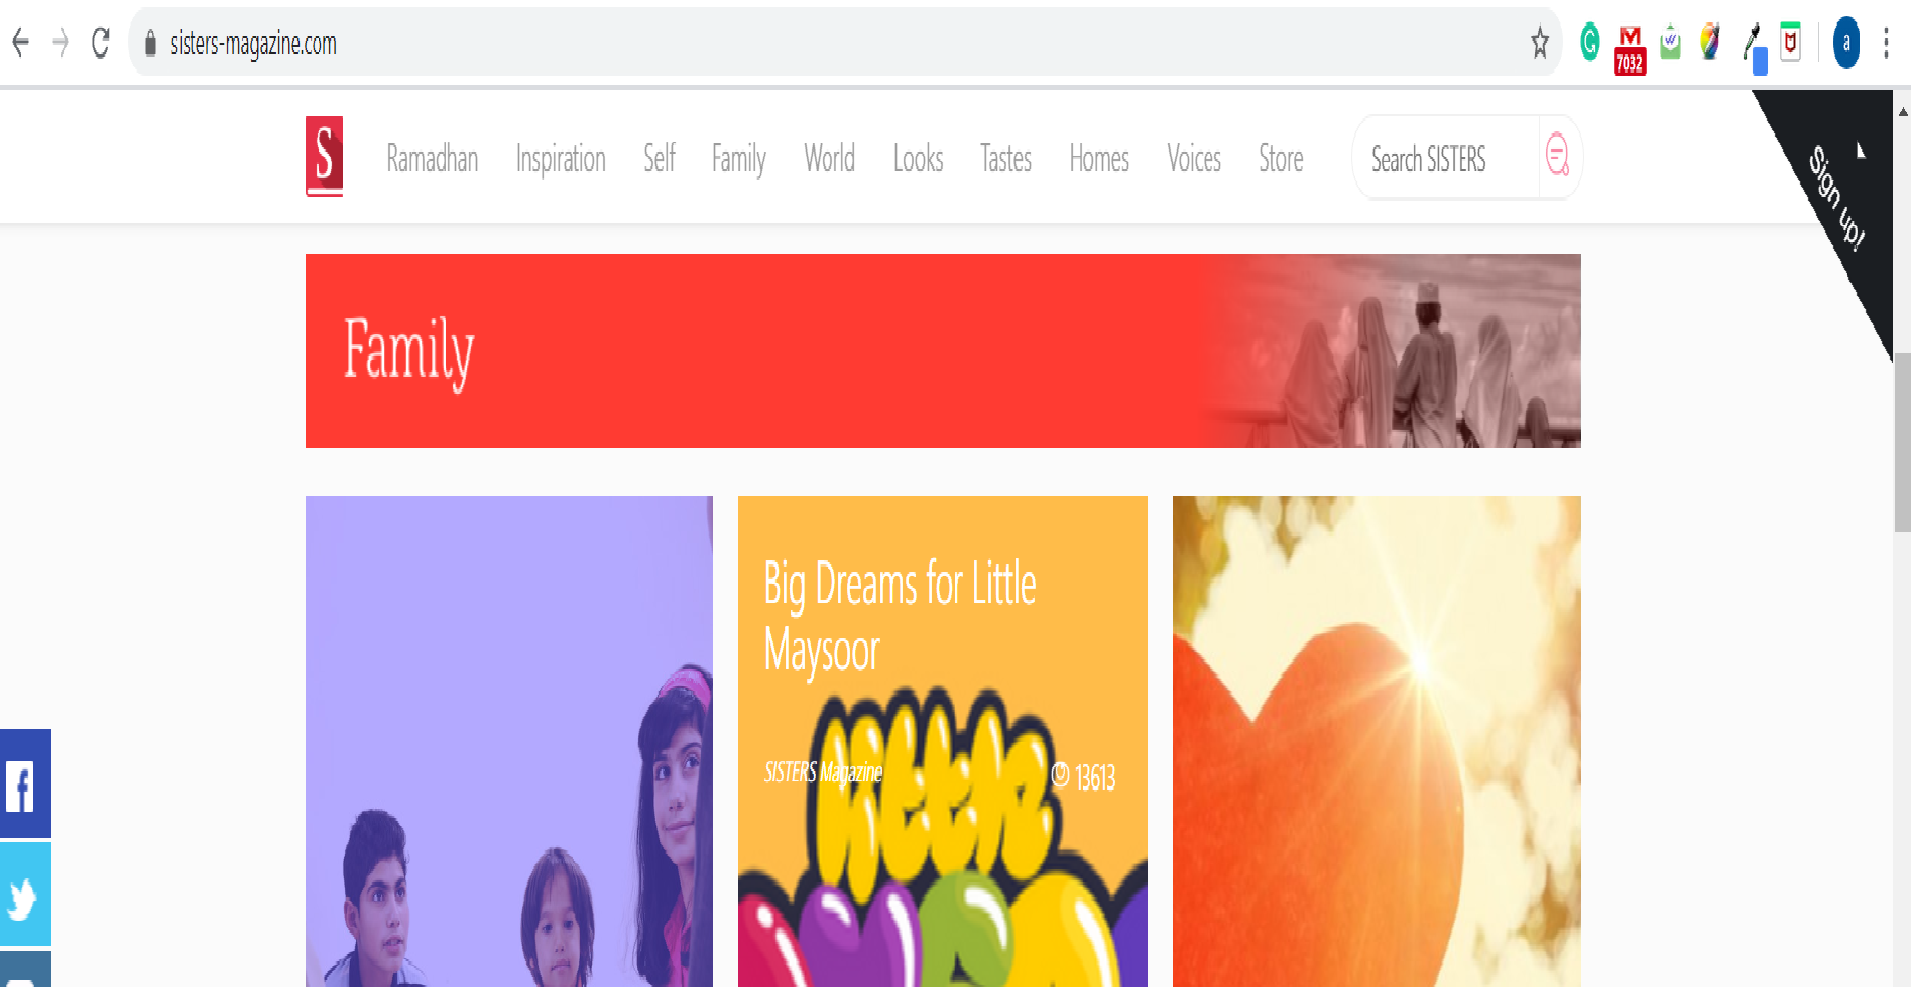 sisters-magazine.com
7032
a
S
Ramadhan Inspiration Self Family World Looks Tastes Homes Voices Store
Search SISTERS
Sign up!
Family
Big Dreams for Little
Maysoor
SISTERS Magazine
13613
little